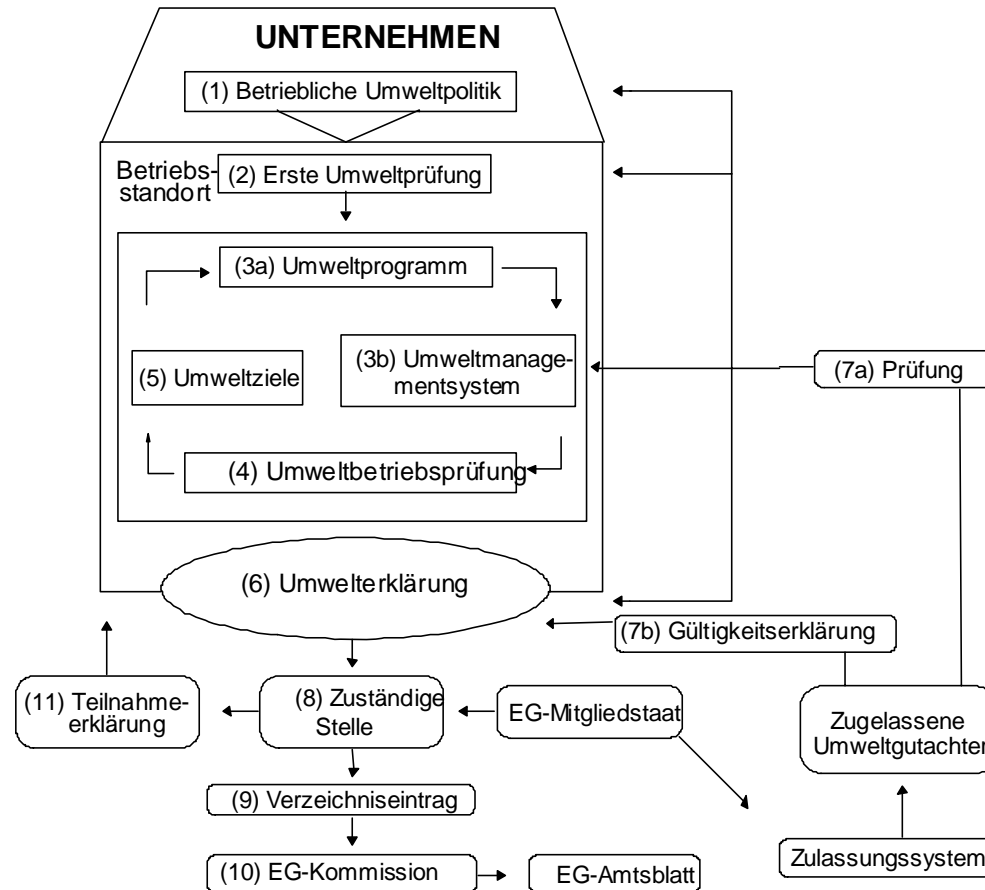 UNTERNEHMEN
(1) Betriebliche Umweltpolitik
Betriebs-
standort
(2) Erste Umweltprüfung
(3a) Umweltprogramm
(3b) Umweltmanage-
mentsystem
(5) Umweltziele
(7a) Prüfung
(4) Umweltbetriebsprüfung
(6) Umwelterklärung
(7b) Gültigkeitserklärung
(11) Teilnahme-
erklärung
(8) Zuständige
Stelle
EG-Mitgliedstaat
Zugelassene
Umweltgutachter
(9) Verzeichniseintrag
(10) EG-Kommission
EG-Amtsblatt
Zulassungssystem